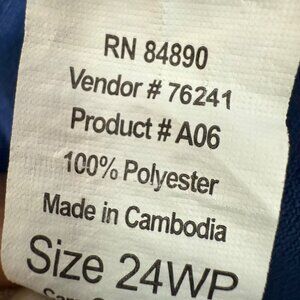 RN 84890
Vendor # 76241
Product # A06
100% Polyester
Made in Cambodia
Size 24WP